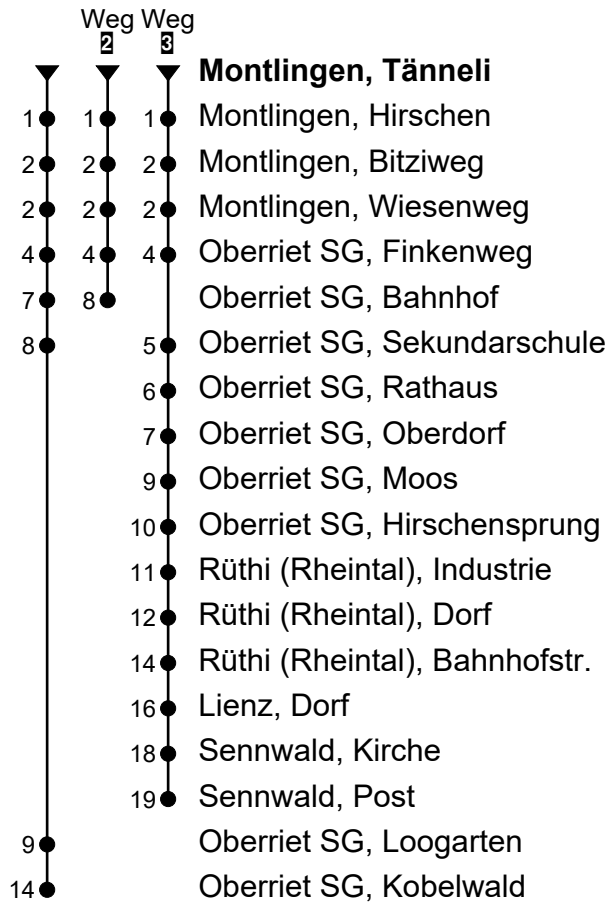 Weg Weg
2 3
Montlingen, Tänneli
1 1 1 Montlingen, Hirschen
2 2 2 Montlingen, Bitziweg
2 2 2 Montlingen, Wiesenweg
4 4 4 Oberriet SG, Finkenweg
7 8 Oberriet SG, Bahnhof
8 5 Oberriet SG, Sekundarschule
6 Oberriet SG, Rathaus
7 Oberriet SG, Oberdorf
9 Oberriet SG, Moos
10 Oberriet SG, Hirschensprung
11 Rüthi (Rheintal), Industrie
12 Rüthi (Rheintal), Dorf
14 Rüthi (Rheintal), Bahnhofstr.
16 Lienz, Dorf
18 Sennwald, Kirche
19 Sennwald, Post
9 Oberriet SG, Loogarten
14 Oberriet SG, Kobelwald